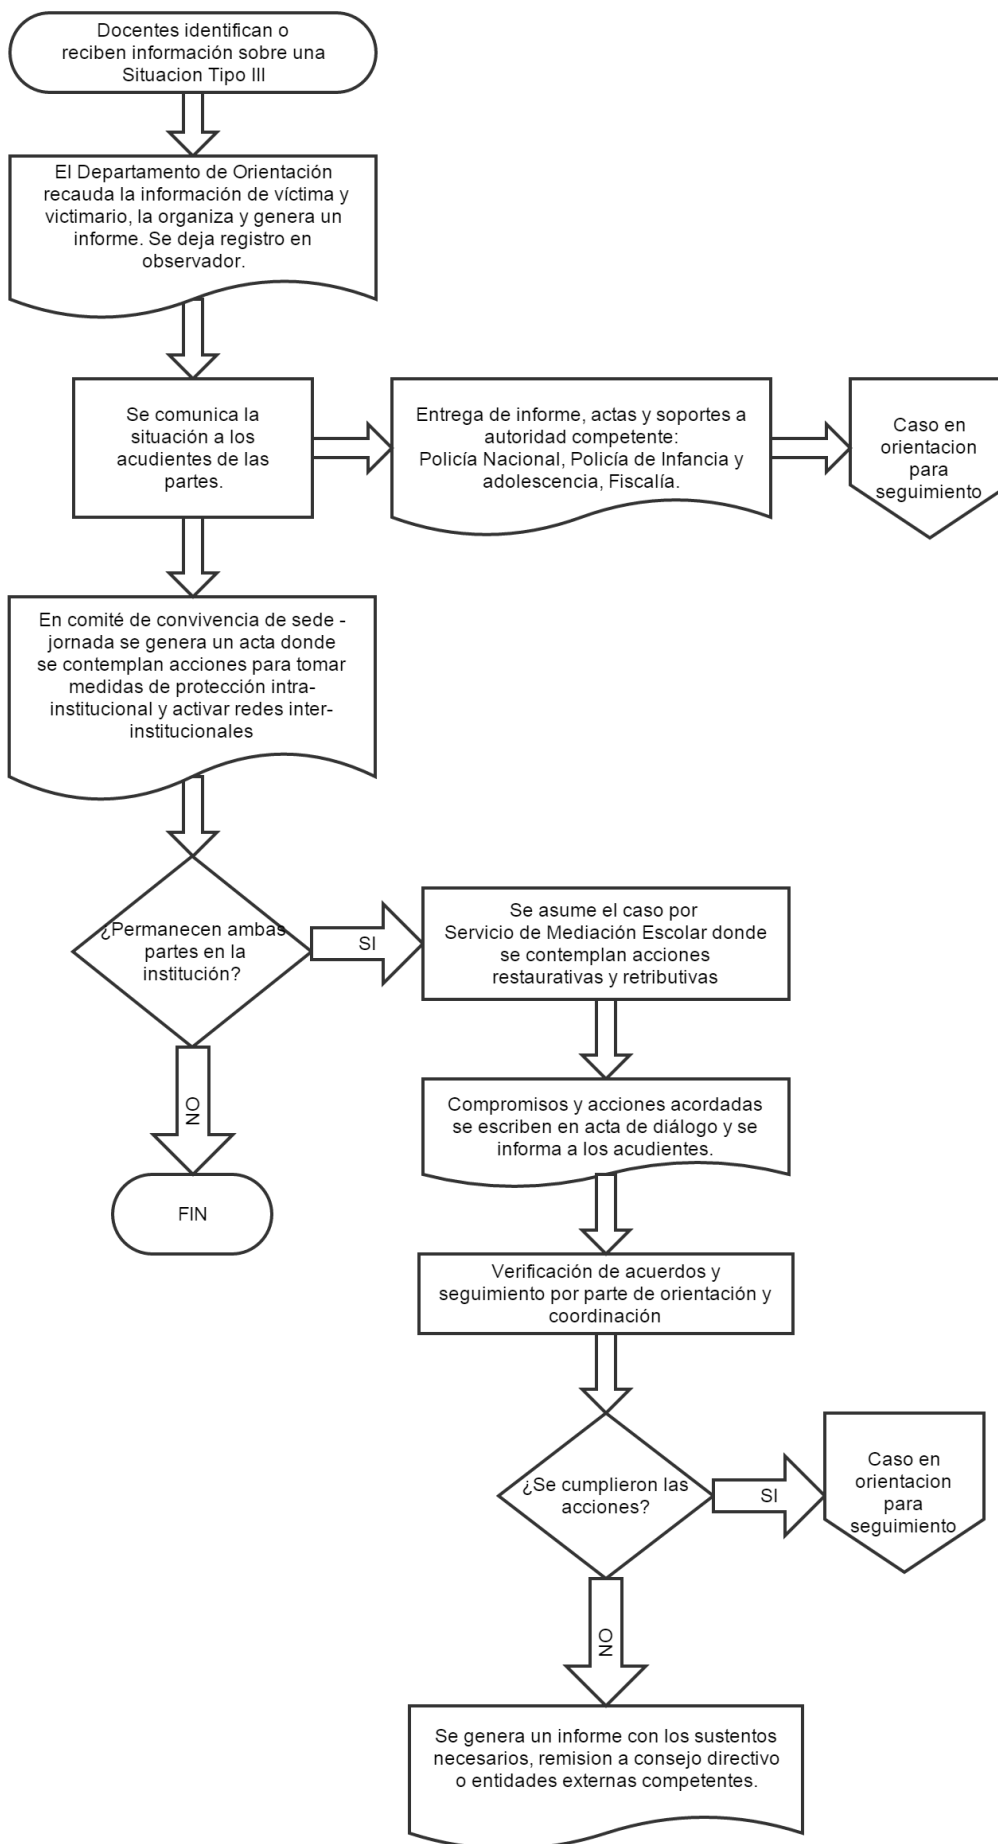 Docentes identifican o
reciben información sobre una
Situacion Tipo III
El Departamento de Orientación
recauda la información de víctima y
victimario, la organiza y genera un
informe. Se deja registro en
observador.
Se comunica la
situación a los
acudientes de las
partes.
Entrega de informe, actas y soportes a
autoridad competente:
Policía Nacional, Policía de Infancia y
adolescencia, Fiscalía.
Caso en
orientacion
para
seguimiento
En comité de convivencia de sede -
jornada se genera un acta donde
se contemplan acciones para tomar
medidas de protección intra-
institucional y activar redes inter-
institucionales
¿Permanecen ambas
partes en la
institución?
SI
Se asume el caso por
Servicio de Mediación Escolar donde
se contemplan acciones
restaurativas y retributivas
NO
FIN
Compromisos y acciones acordadas
se escriben en acta de diálogo y se
informa a los acudientes.
Verificación de acuerdos y
seguimiento por parte de orientación y
coordinación
¿Se cumplieron las
acciones?
SI
Caso en
orientacion
para
seguimiento
NO
Se genera un informe con los sustentos
necesarios, remision a consejo directivo
o entidades externas competentes.